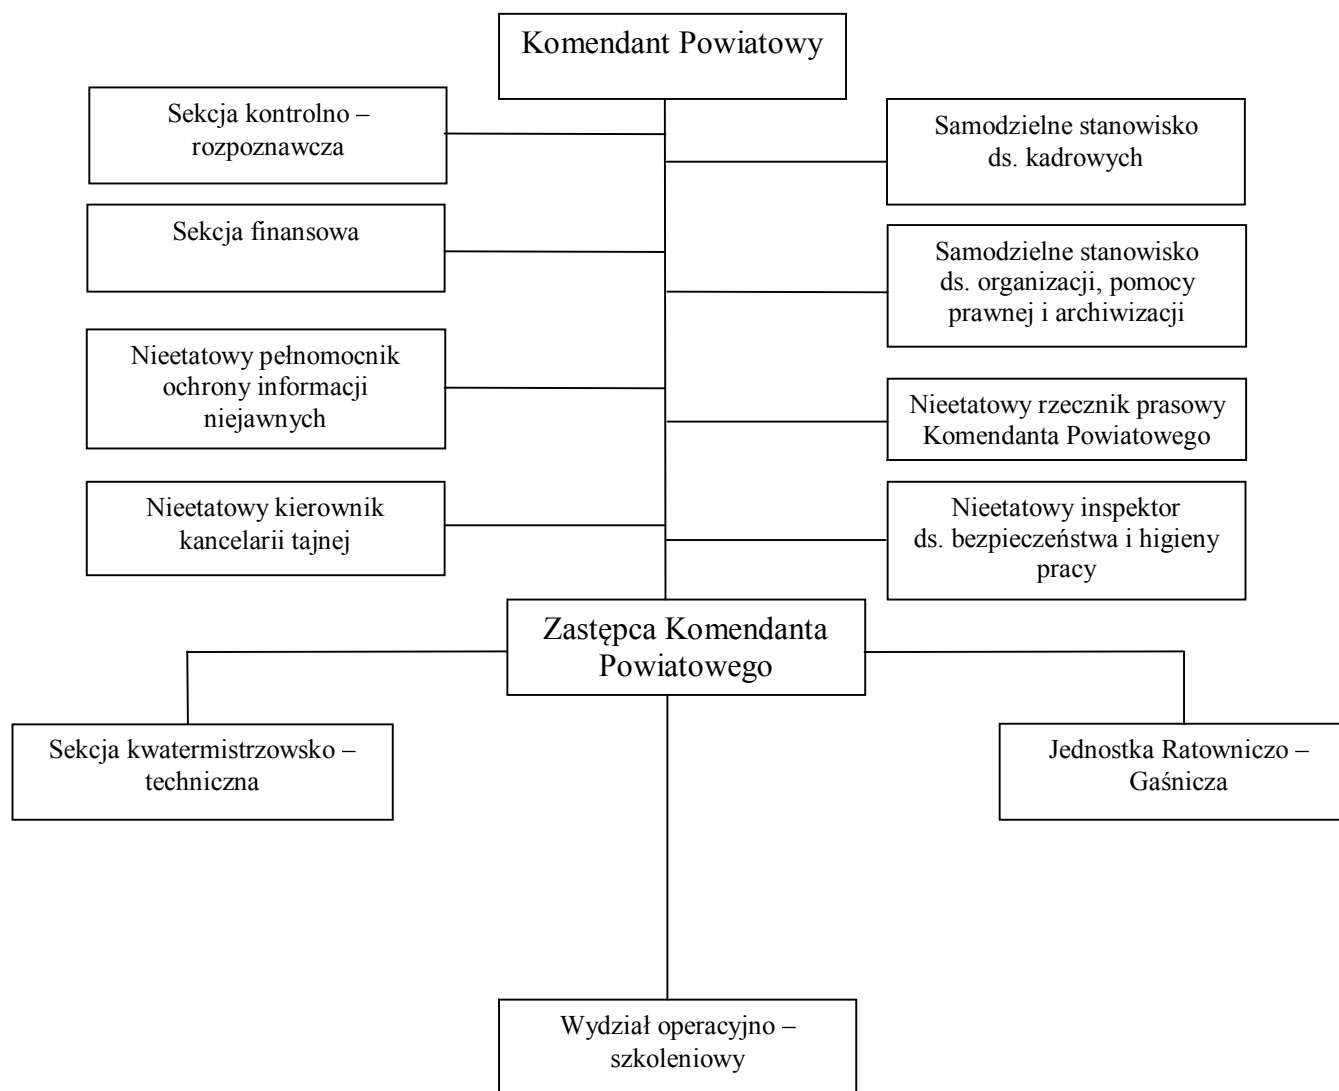 Komendant Powiatowy
Sekcja kontrolno –
rozpoznawcza
Samodzielne stanowisko
ds. kadrowych
Sekcja finansowa
Samodzielne stanowisko
ds. organizacji, pomocy
prawnej i archiwizacji
Nieetatowy pełnomocnik
ochrony informacji
niejawnych
Nieetatowy rzecznik prasowy
Komendanta Powiatowego
Nieetatowy kierownik
kancelarii tajnej
Nieetatowy inspektor
ds. bezpieczeństwa i higieny
pracy
Zastępca Komendanta
Powiatowego
Sekcja kwatermistrzowsko –
techniczna
Jednostka Ratowniczo –
Gaśnicza
Wydział operacyjno –
szkoleniowy